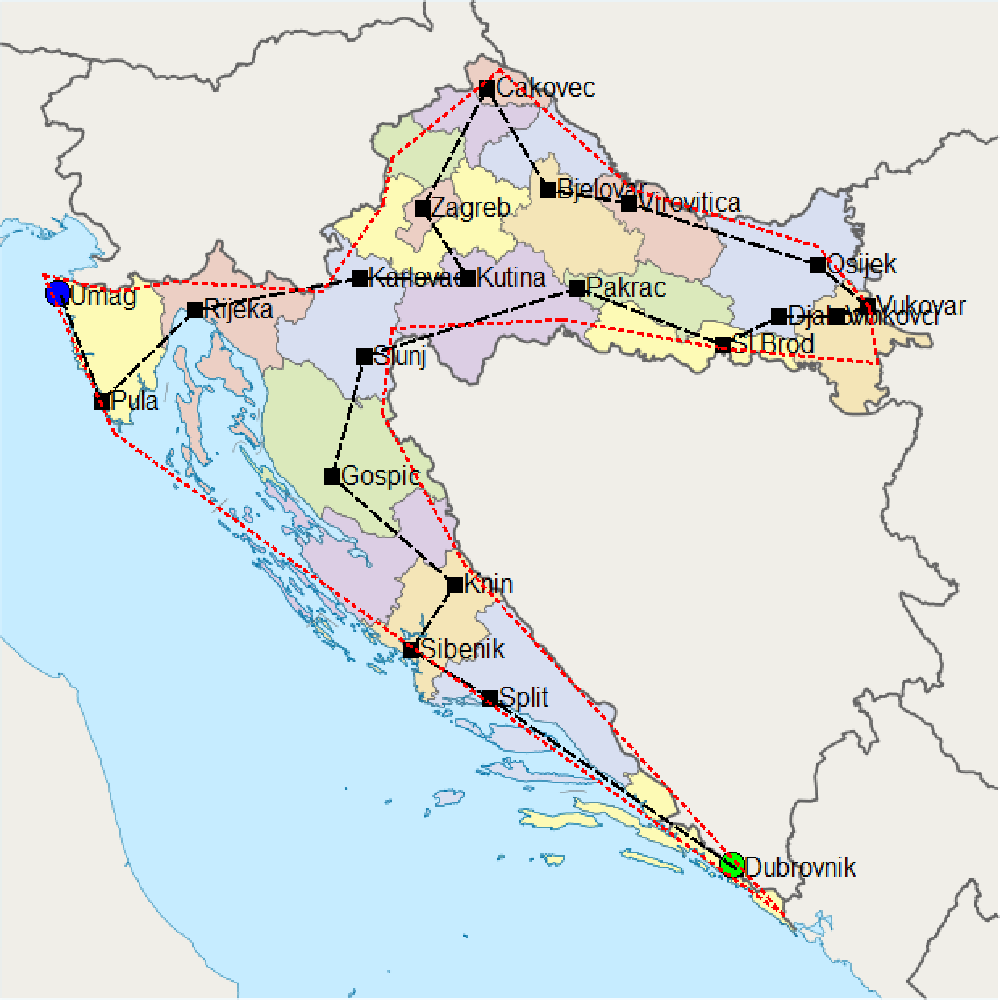 Cakovec
Bjelovar
Virovitica
Zagreb
Osijek
Karlovac
Kutina
Pakrac
Umag
Rijeka
Vukovar
Djakovo
Vinkovci
Sl Brod
Slunj
Pula
Gospic
Knin
Sibenik
Split
Dubrovnik